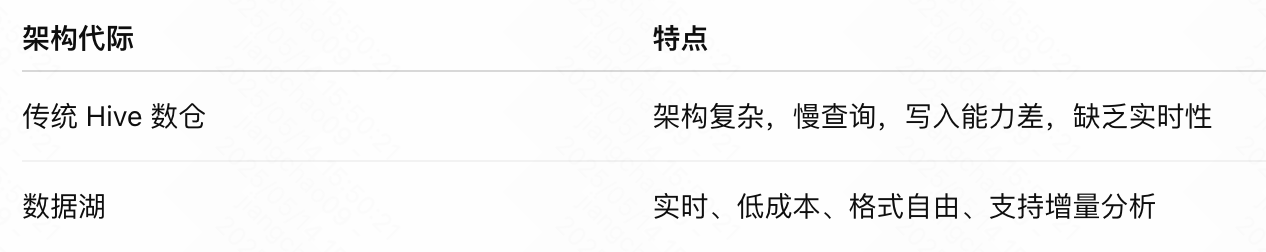 架构代际 特点
传统 Hive 数仓 架构复杂，慢查询，写入能力差，缺乏实时性
数据湖 实时、低成本、格式自由、支持增量分析